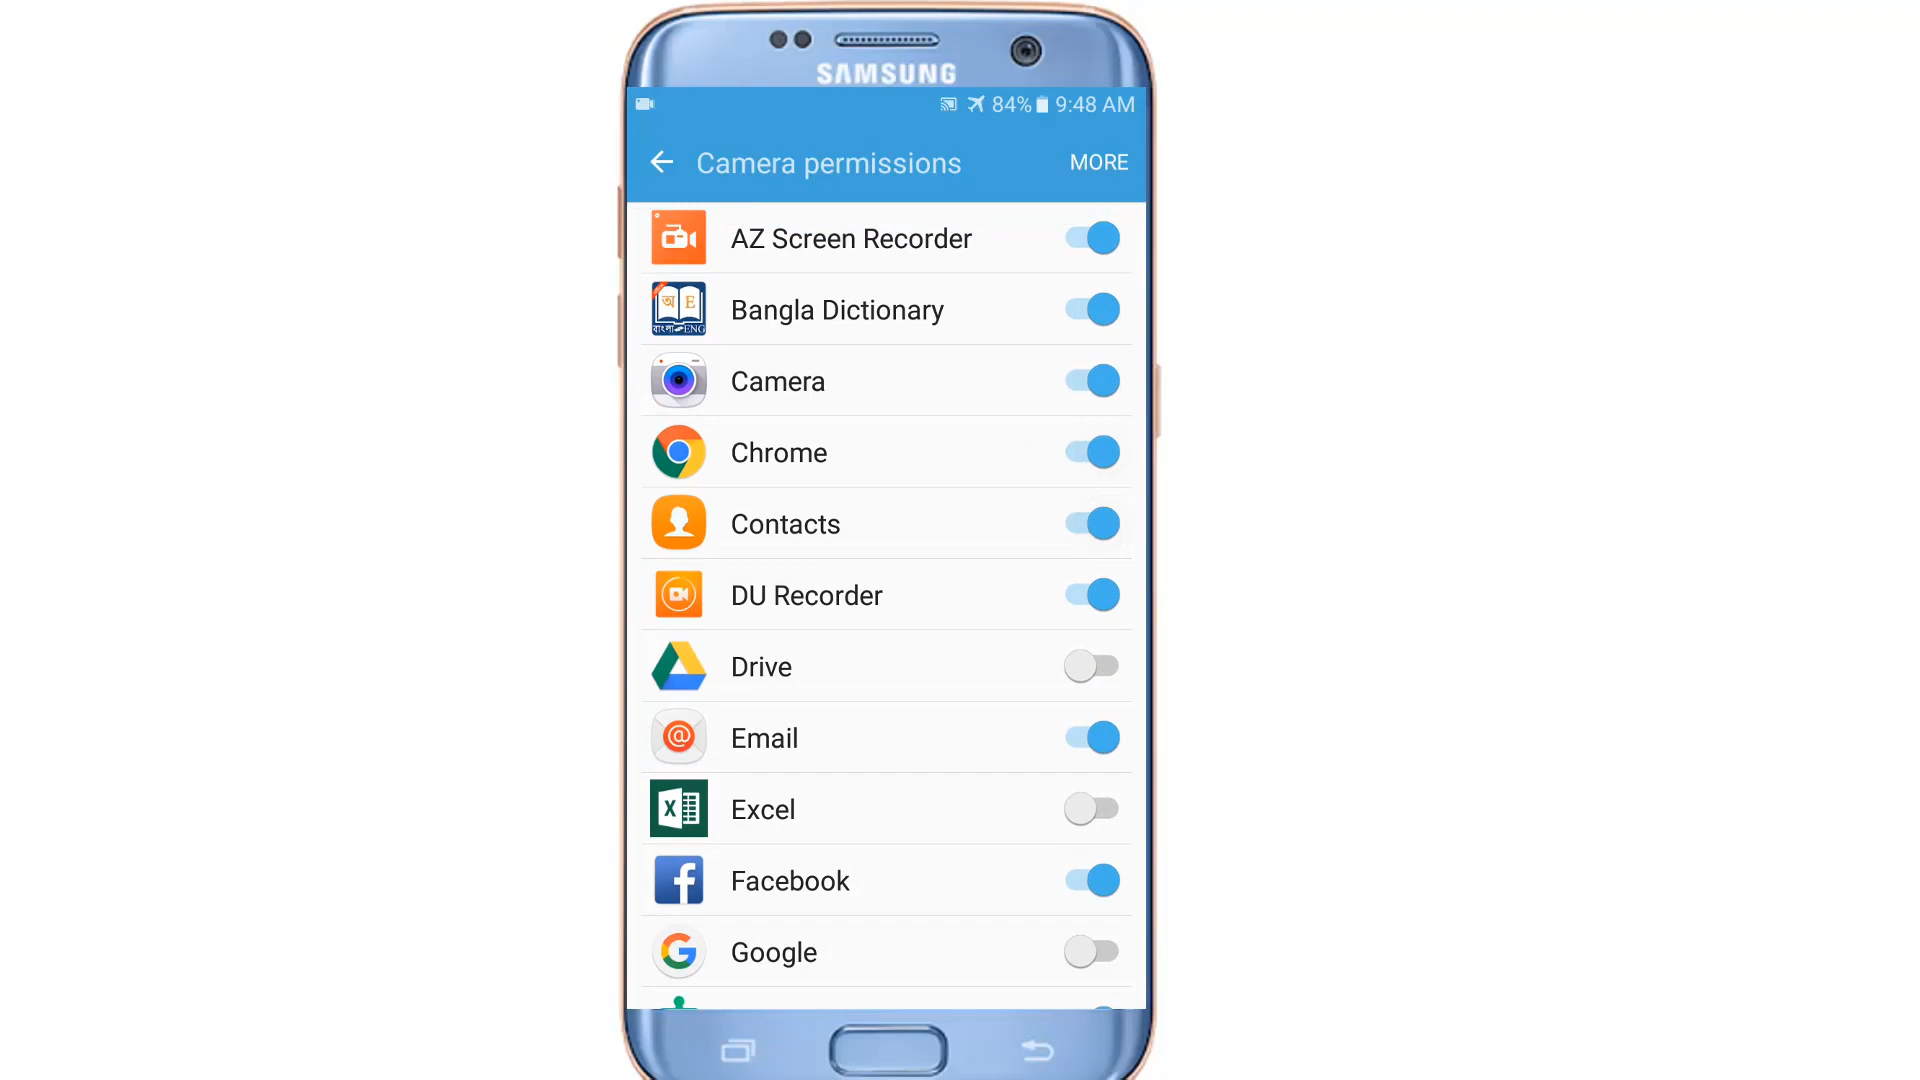 SAMSUNG
84% 9:48 AM
Camera permissions MORE
AZ Screen Recorder
অ E
বাংলা ENG
Bangla Dictionary
Camera
Chrome
Contacts
DU Recorder
Drive
@
Email
X
Excel
f
Facebook
G
Google